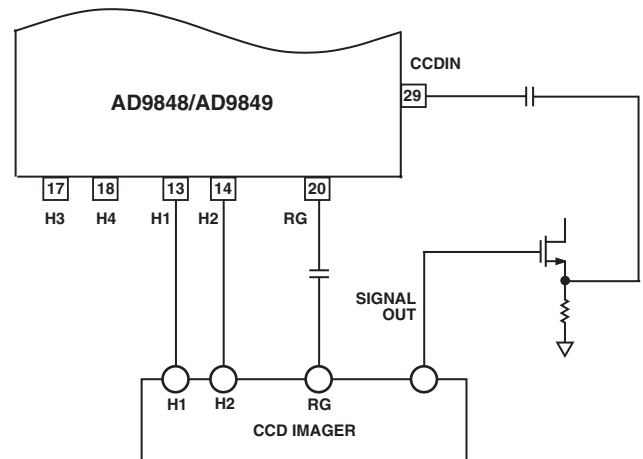 CCDIN
29
AD9848/AD9849
17 18 13 14 20
H3 H4 H1 H2 RG
SIGNAL
OUT
H1 H2 RG
CCD IMAGER